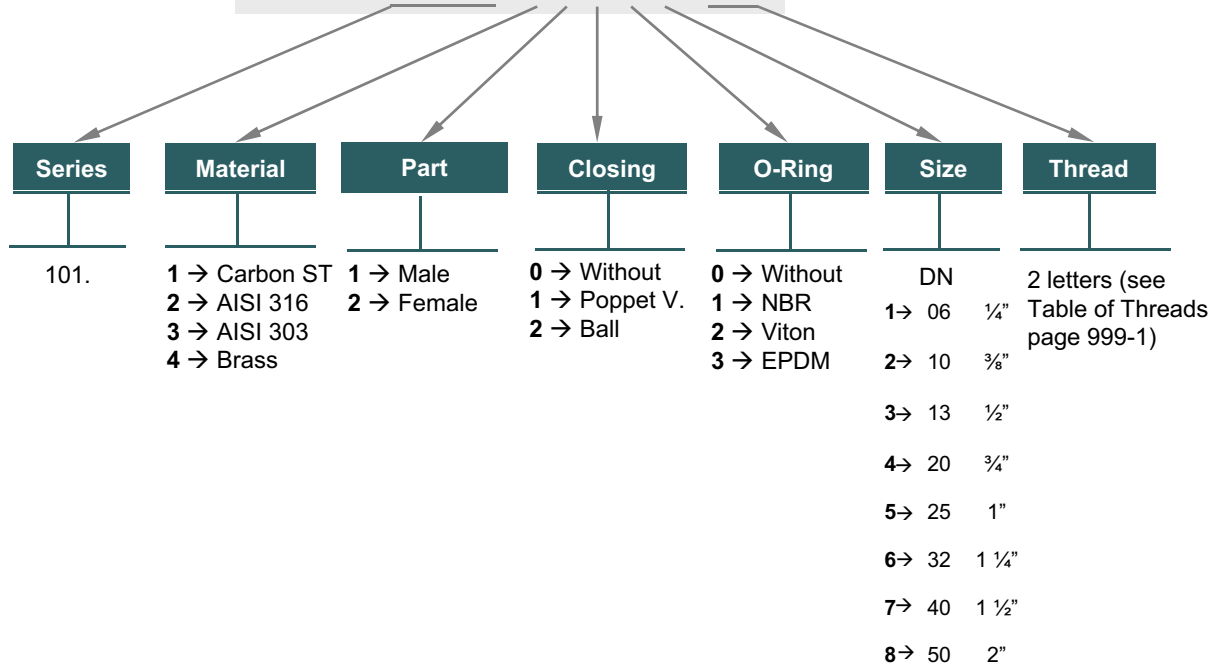 Series Material Part Closing O-Ring Size Thread
101.
1 → Carbon ST
2 → AISI 316
3 → AISI 303
4 → Brass
1 → Male
2 → Female
0 → Without
1 → Poppet V.
2 → Ball
0 → Without
1 → NBR
2 → Viton
3 → EPDM
DN
1→ 06 ¼”
2→ 10 ⅜”
3→ 13 ½”
4→ 20 ¾”
5→ 25 1”
6→ 32 1 ¼”
7→ 40 1 ½”
8→ 50 2”
2 letters (see
Table of Threads
page 999-1)